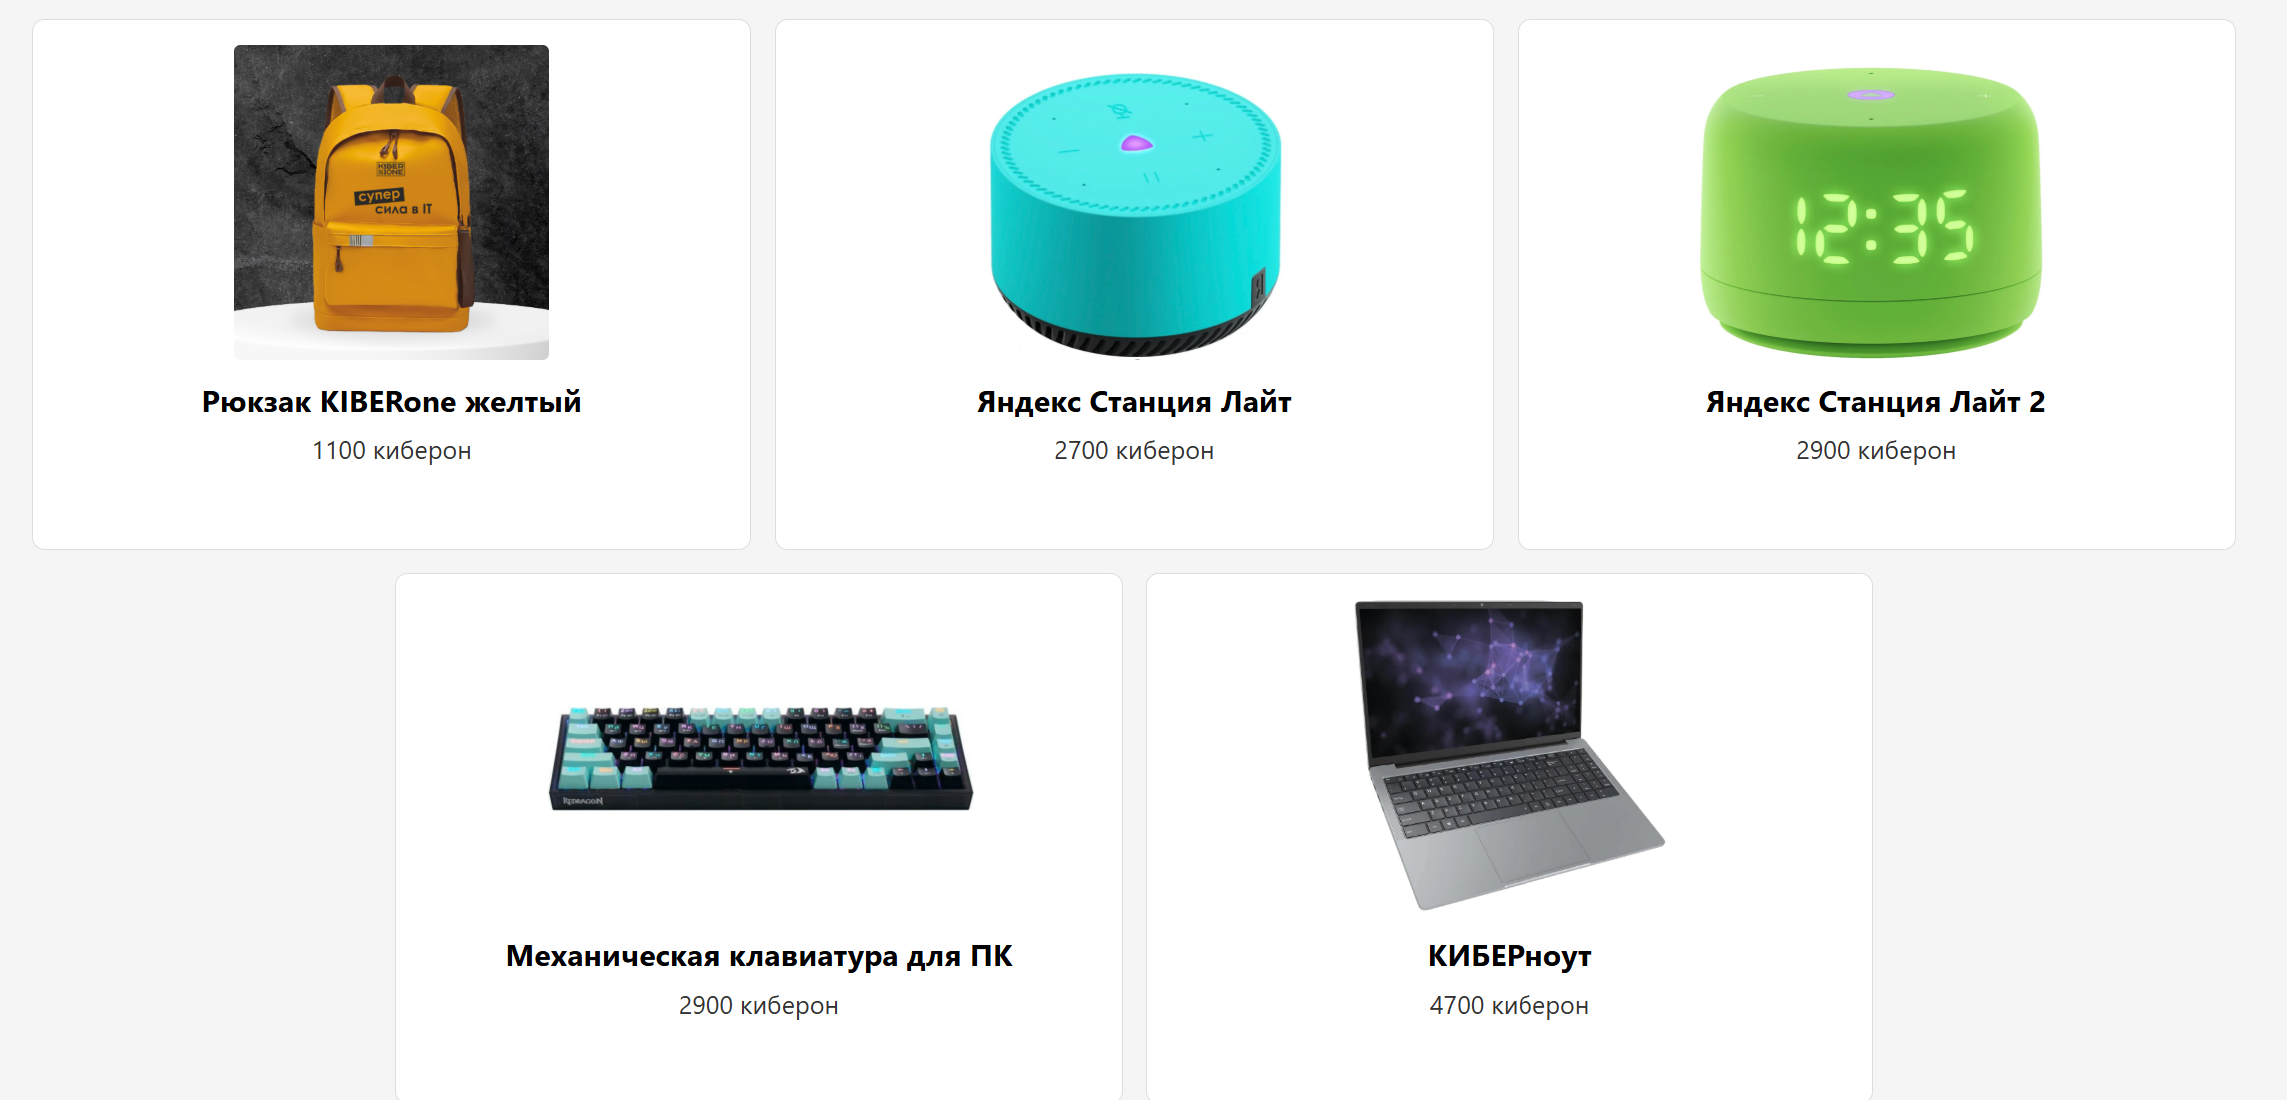 KIBER
ONE
супер
сила в IT
12:35
Рюкзак KIBERone желтый
Яндекс Станция Лайт
Яндекс Станция Лайт 2
1100 киберон
2700 киберон
2900 киберон
REDRAGON
Механическая клавиатура для ПК
КИБЕРноут
2900 киберон
4700 киберон